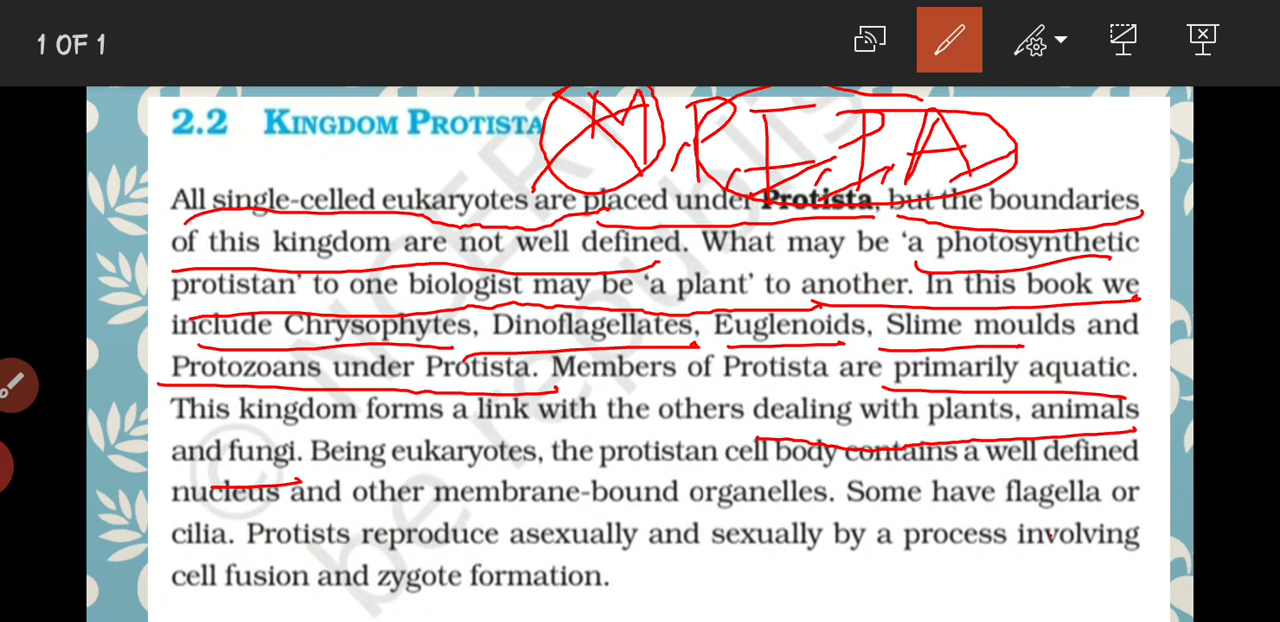 1 OF 1
2.2 KINGDOM PROTISTA
All single-celled eukaryotes are placed under Protista, but the boundaries
of this kingdom are not well defined. What may be ‘a photosynthetic
protistan’ to one biologist may be ‘a plant’ to another. In this book we
include Chrysophytes, Dinoflagellates, Euglenoids, Slime moulds and
Protozoans under Protista. Members of Protista are primarily aquatic.
This kingdom forms a link with the others dealing with plants, animals
and fungi. Being eukaryotes, the protistan cell body contains a well defined
nucleus and other membrane-bound organelles. Some have flagella or
cilia. Protists reproduce asexually and sexually by a process involving
cell fusion and zygote formation.